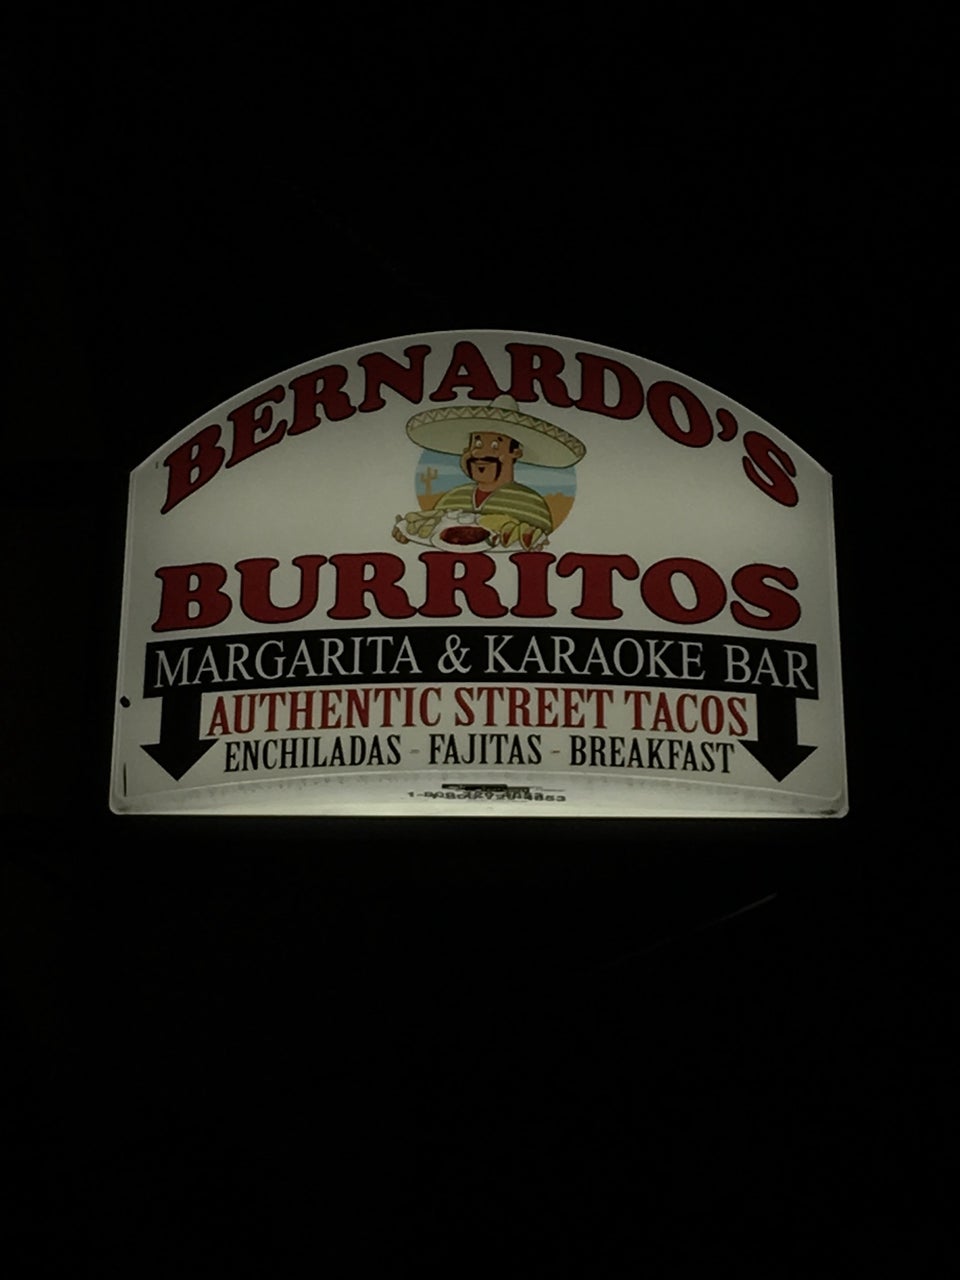 BERNARDO'S
BURRITOS
MARGARITA & KARAOKE BAR
AUTHENTIC STREET TACOS
ENCHILADAS - FAJITAS - BREAKFAST